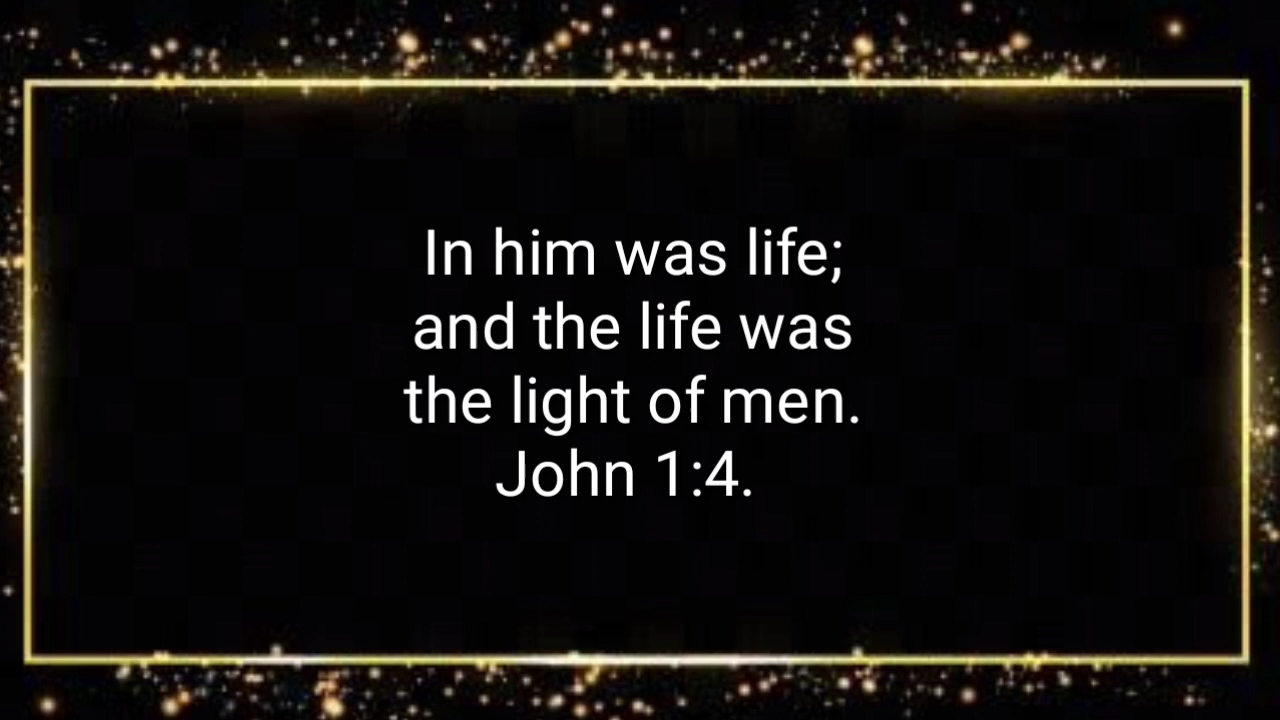 In him was life;
and the life was
the light of men.
John 1:4.